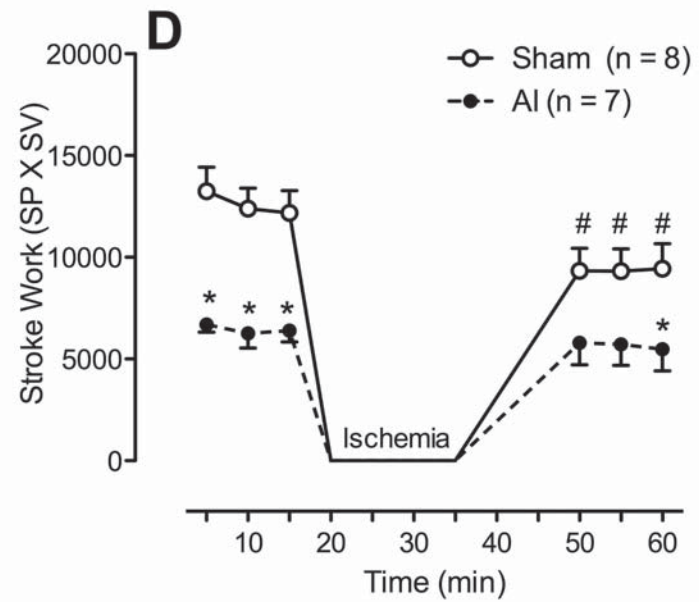 D
Sham (n = 8)
AI (n = 7)
Stroke Work (SP X SV)
20000
15000
10000
5000
0
* * *
# # #
*
Ischemia
10 20 30 40 50 60
Time (min)